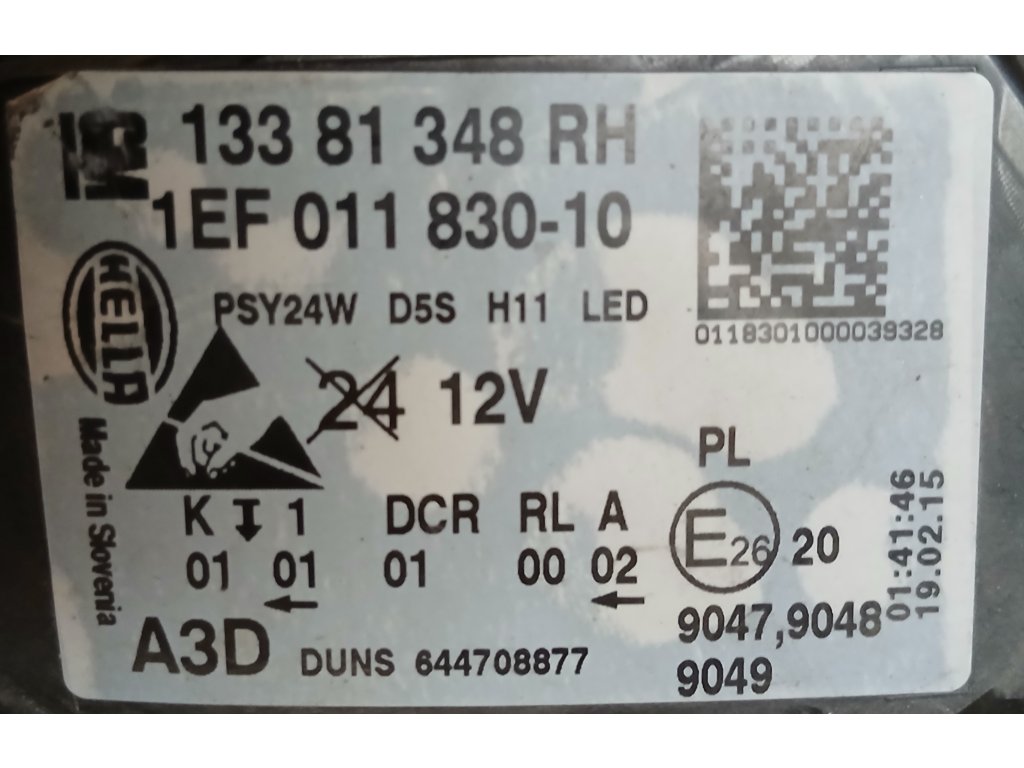 GM
133 81 348 RH
1EF 011 830-10
HELLA
PSY24W D5S H11 LED
0118301000039328
24 12V
Made in Slovenia
PL
K 1 DCR RL A
01 01 01 00 02
E26 20
01:41:46
19.02.15
9047,9048
9049
A3D DUNS 644708877